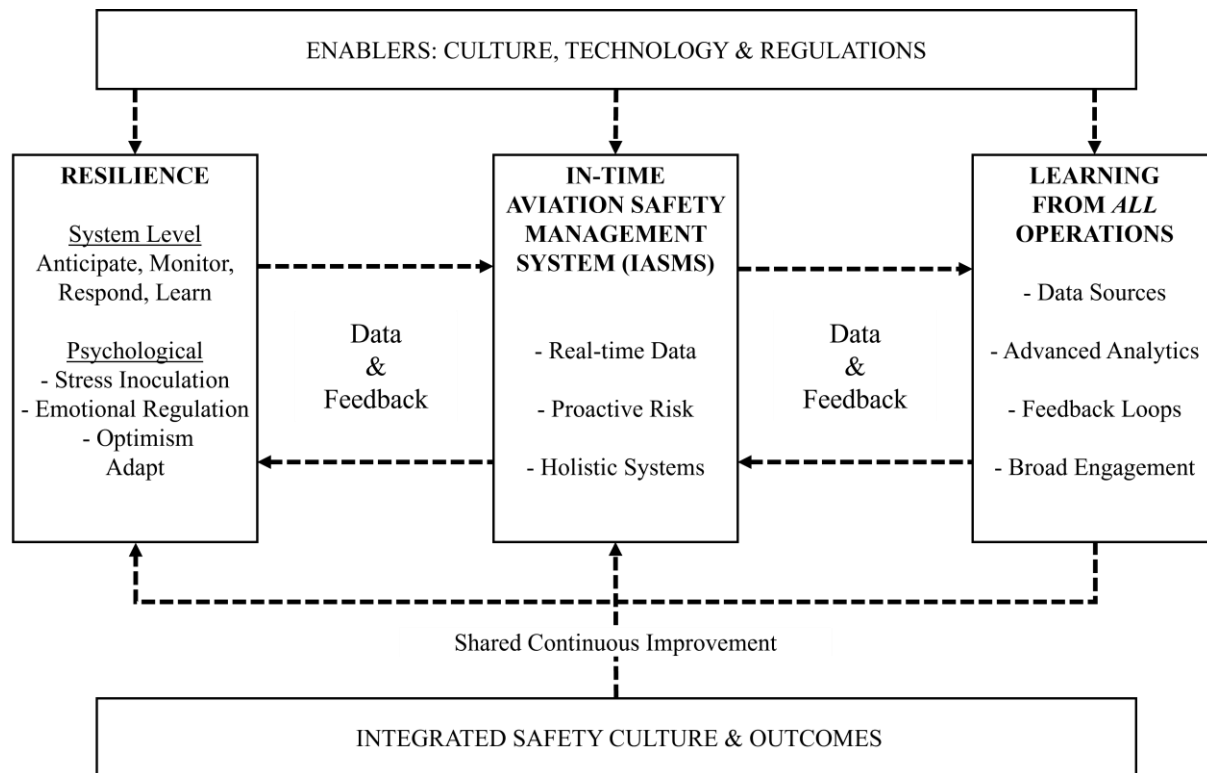 ENABLERS: CULTURE, TECHNOLOGY & REGULATIONS
RESILIENCE
System Level
Anticipate, Monitor,
Respond, Learn
Psychological
- Stress Inoculation
- Emotional Regulation
- Optimism
Adapt
Data
&
Feedback
IN-TIME
AVIATION SAFETY
MANAGEMENT
SYSTEM (IASMS)
- Real-time Data
- Proactive Risk
- Holistic Systems
Data
&
Feedback
LEARNING
FROM ALL
OPERATIONS
- Data Sources
- Advanced Analytics
- Feedback Loops
- Broad Engagement
Shared Continuous Improvement
INTEGRATED SAFETY CULTURE & OUTCOMES